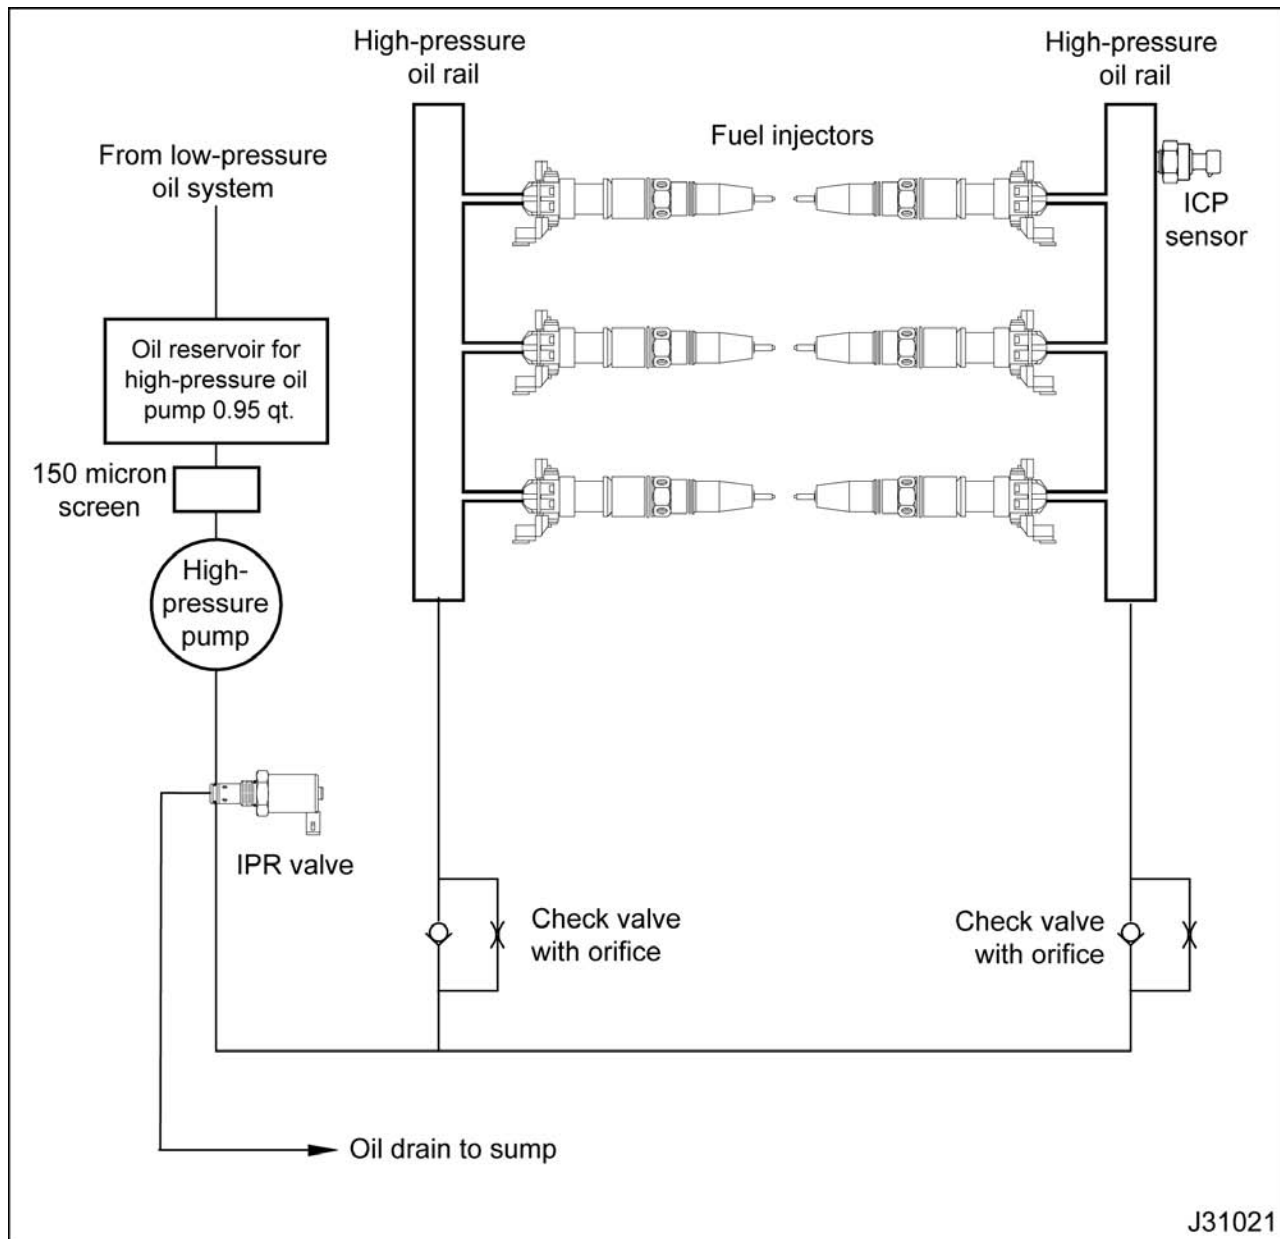 High-pressure
oil rail
High-pressure
oil rail
From low-pressure
oil system
Fuel injectors
ICP
sensor
Oil reservoir for
high-pressure oil
pump 0.95 qt.
150 micron
screen
High-
pressure
pump
IPR valve
Check valve
with orifice
Check valve
with orifice
Oil drain to sump
J31021